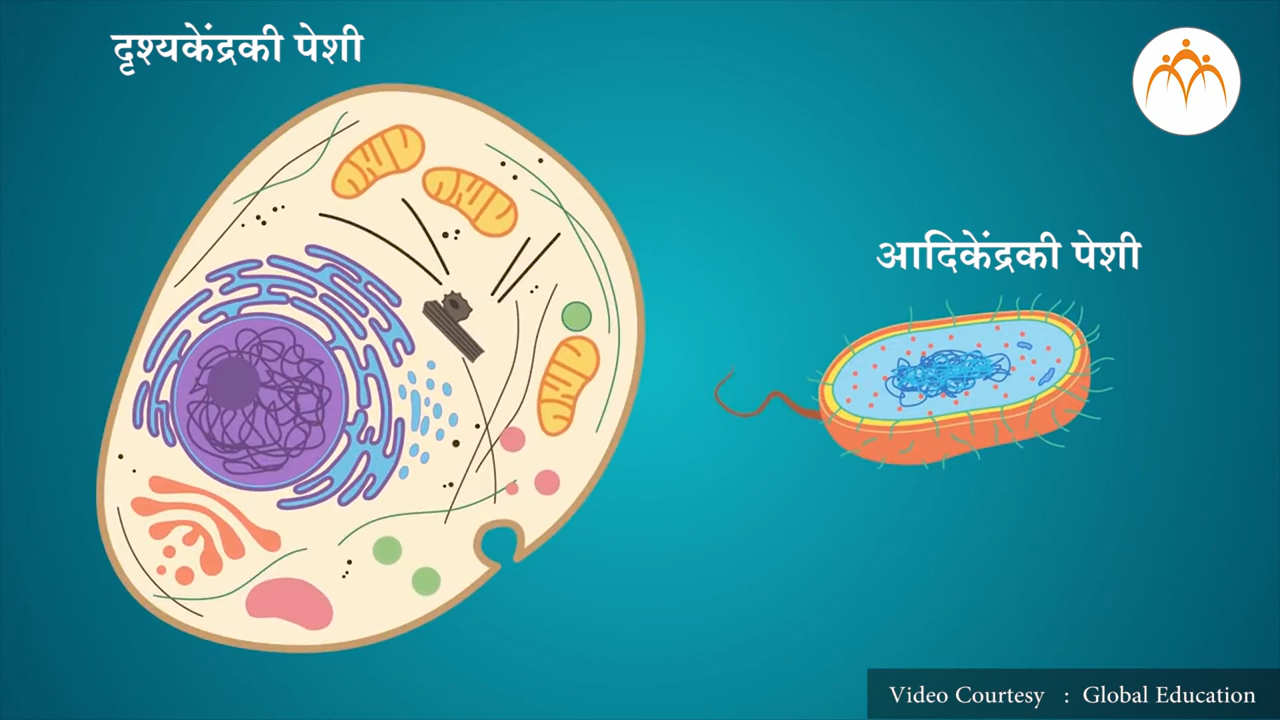 दृश्यकेंद्रकी पेशी
आदिकेंद्रकी पेशी
Video Courtesy : Global Education